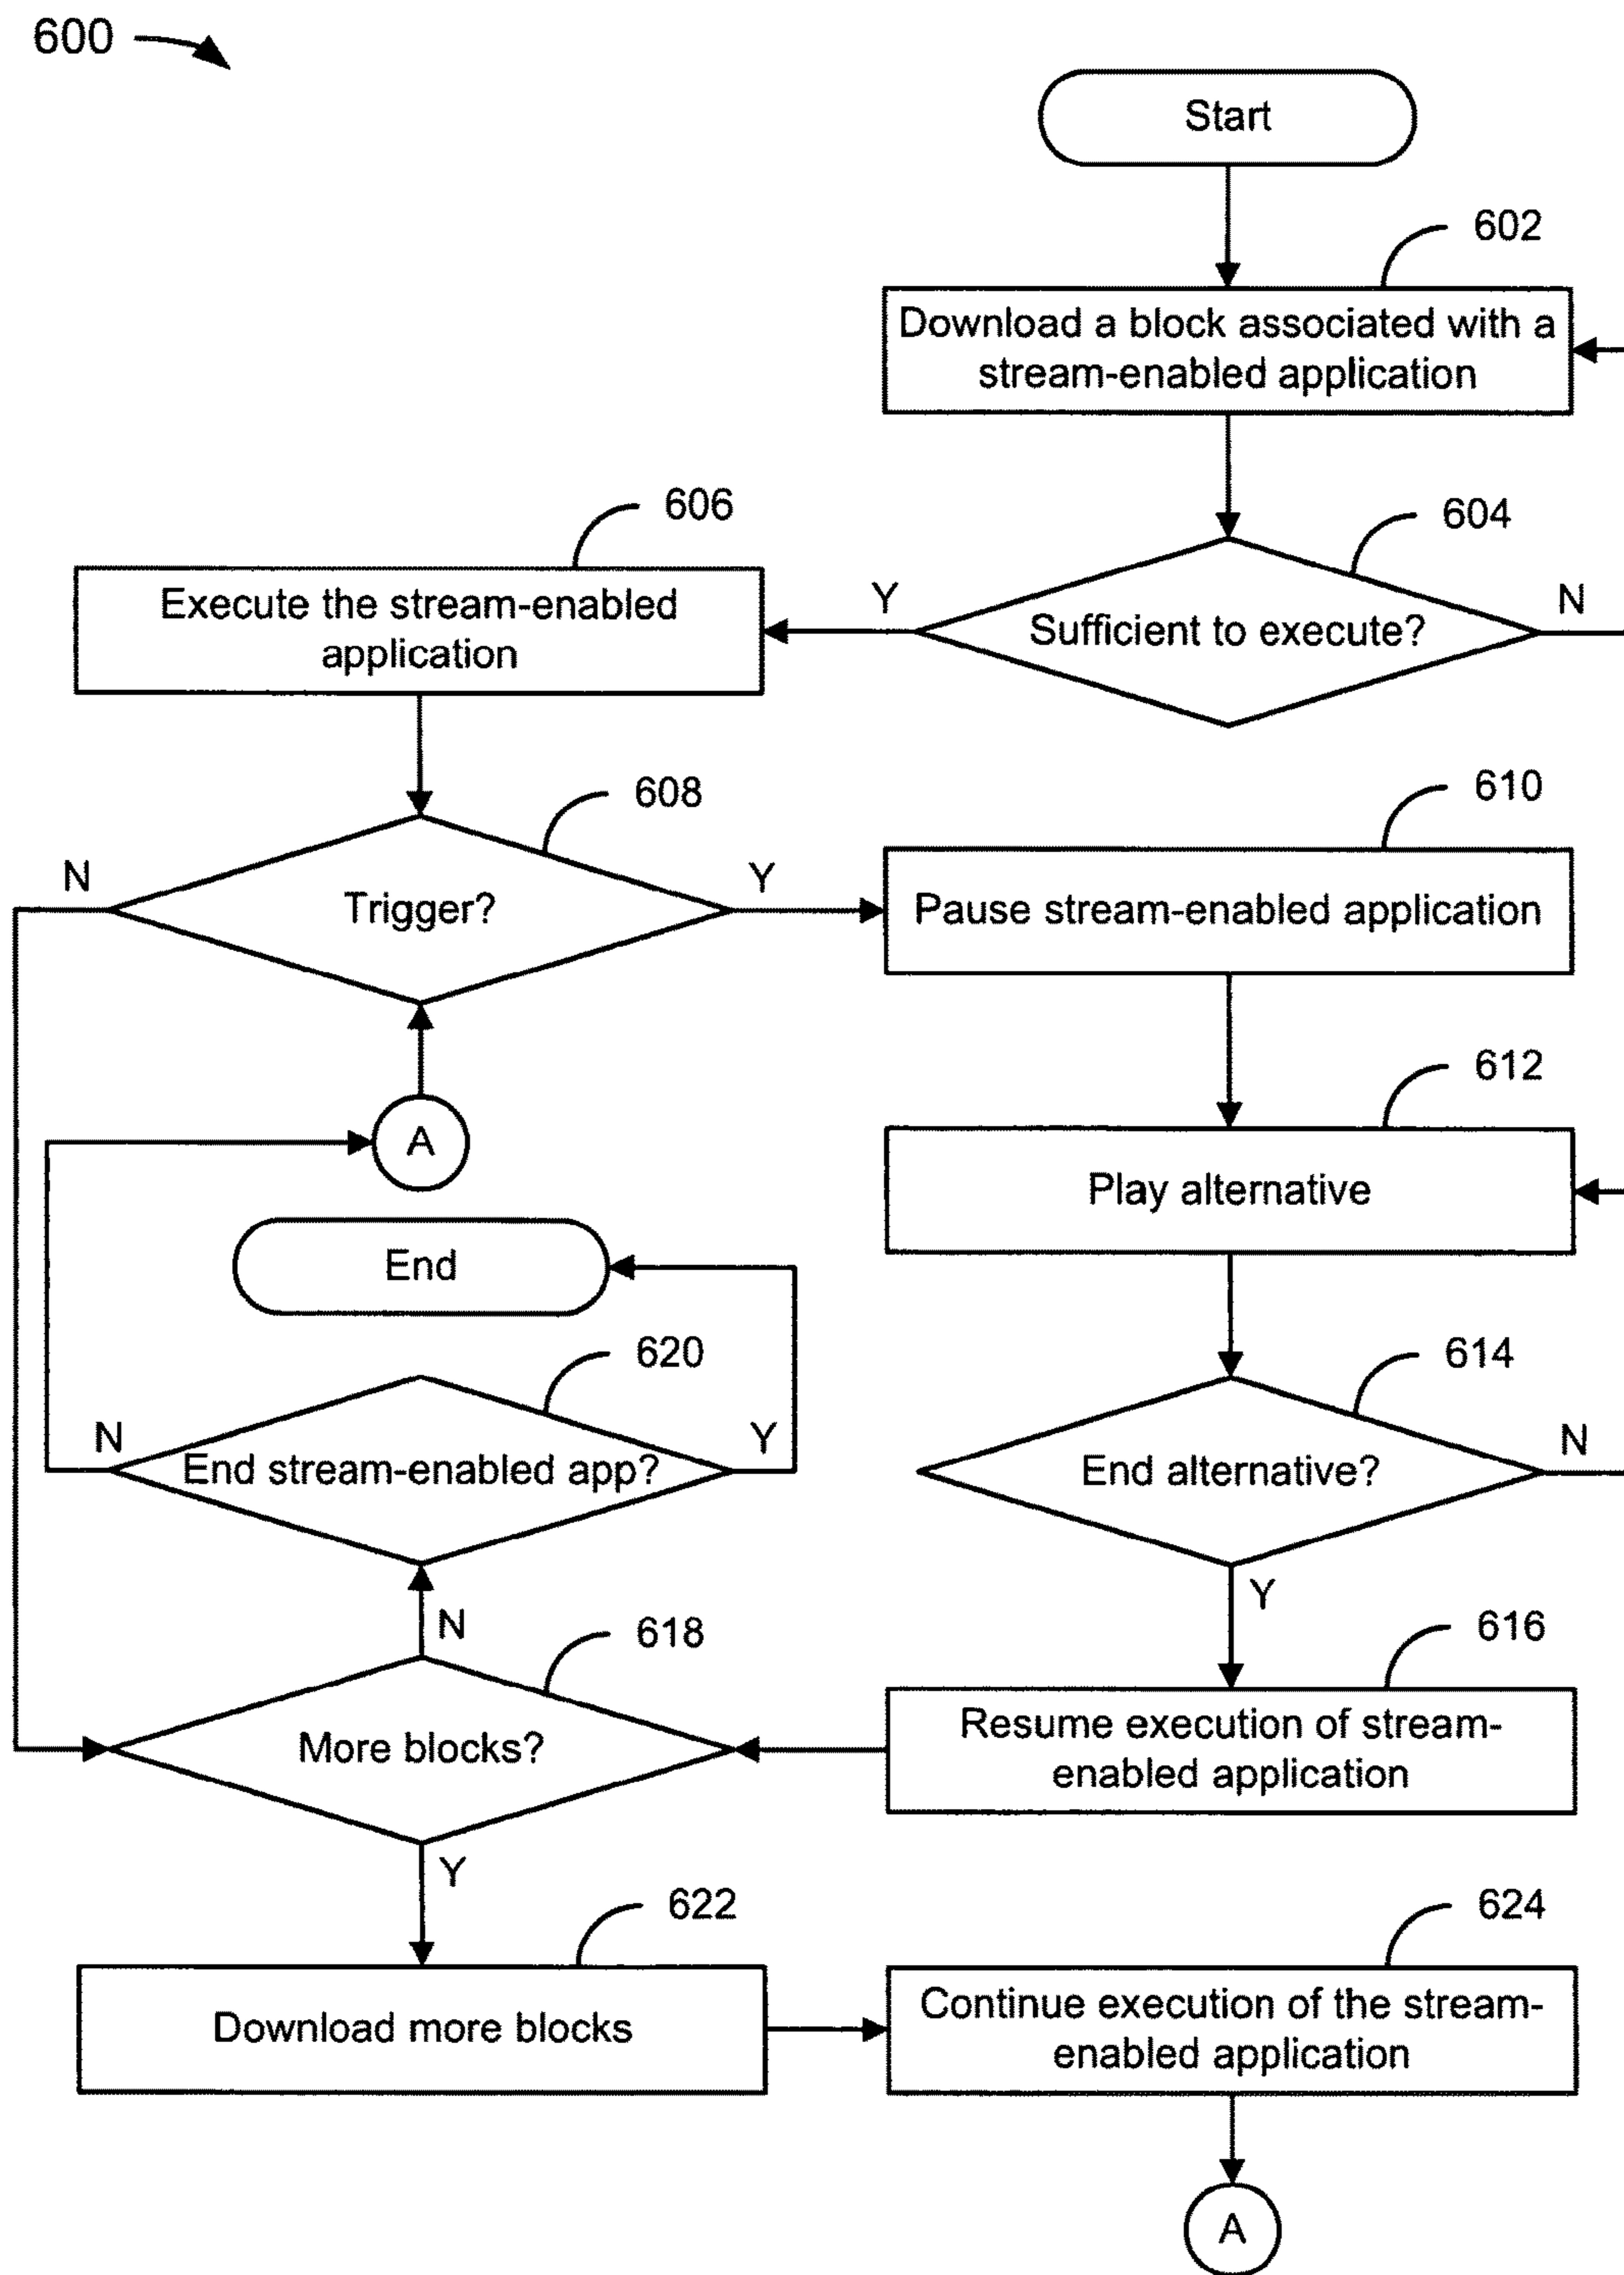 600
Start
602
Download a block associated with a
stream-enabled application
604
Sufficient to execute?
Y
N
606
Execute the stream-enabled
application
608
Trigger?
N
Y
610
Pause stream-enabled application
612
Play alternative
A
End
614
End alternative?
N
Y
620
End stream-enabled app?
N
Y
616
Resume execution of stream-
enabled application
618
More blocks?
N
Y
622
Download more blocks
624
Continue execution of the stream-
enabled application
A